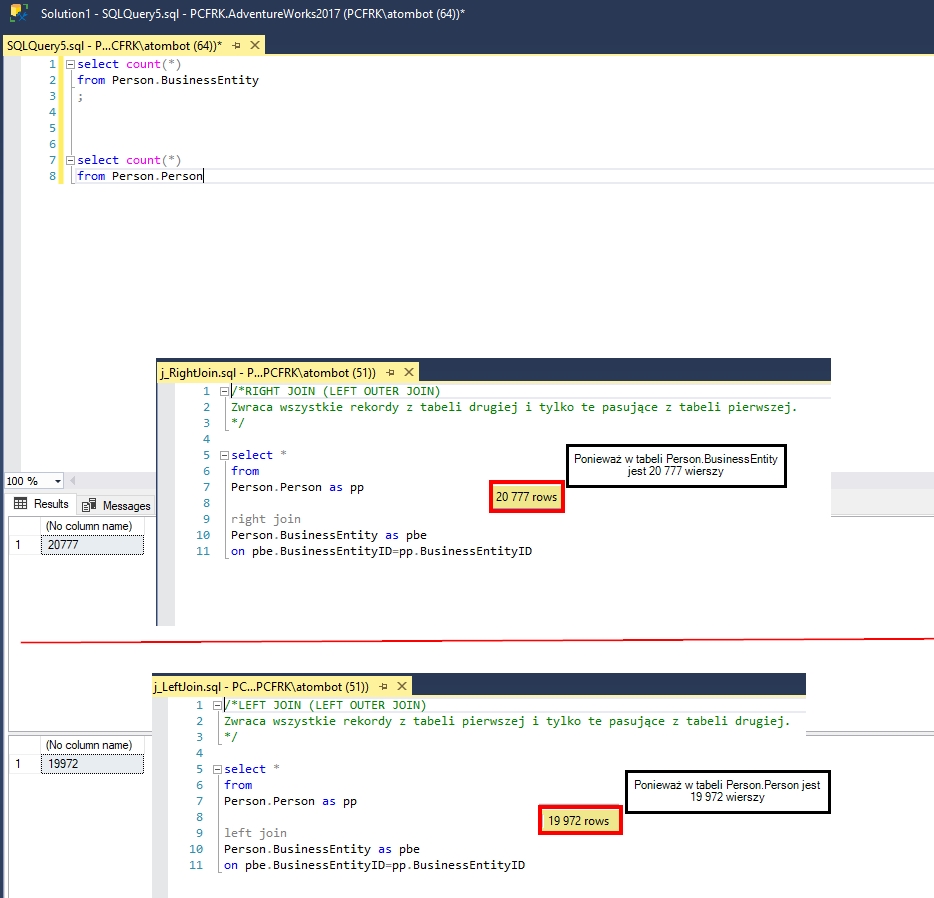 Solution1 - SQLQuery5.sql - PCFRK.AdventureWorks2017 (PCFRK\atombot (64))*
SQLQuery5.sql - P...CFRK\atombot (64))*
1 select count(*)
2 from Person.BusinessEntity
3 ;
4
5
6
7 select count(*)
8 from Person.Person
j_RightJoin.sql - P...PCFRK\atombot (51))
1 /*RIGHT JOIN (LEFT OUTER JOIN)
2 Zwraca wszystkie rekordy z tabeli drugiej i tylko te pasujące z tabeli pierwszej.
3 */
4
5 select *
6 from
7 Person.Person as pp
8
9 right join
10 Person.BusinessEntity as pbe
11 on pbe.BusinessEntityID=pp.BusinessEntityID
Ponieważ w tabeli Person.BusinessEntity
jest 20 777 wierszy
20 777 rows
100 %
Results Messages
(No column name)
1 20777
j_LeftJoin.sql - PC...PCFRK\atombot (51))
1 /*LEFT JOIN (LEFT OUTER JOIN)
2 Zwraca wszystkie rekordy z tabeli pierwszej i tylko te pasujące z tabeli drugiej.
3 */
4
5 select *
6 from
7 Person.Person as pp
8
9 left join
10 Person.BusinessEntity as pbe
11 on pbe.BusinessEntityID=pp.BusinessEntityID
Ponieważ w tabeli Person.Person jest
19 972 wierszy
19 972 rows
(No column name)
1 19972